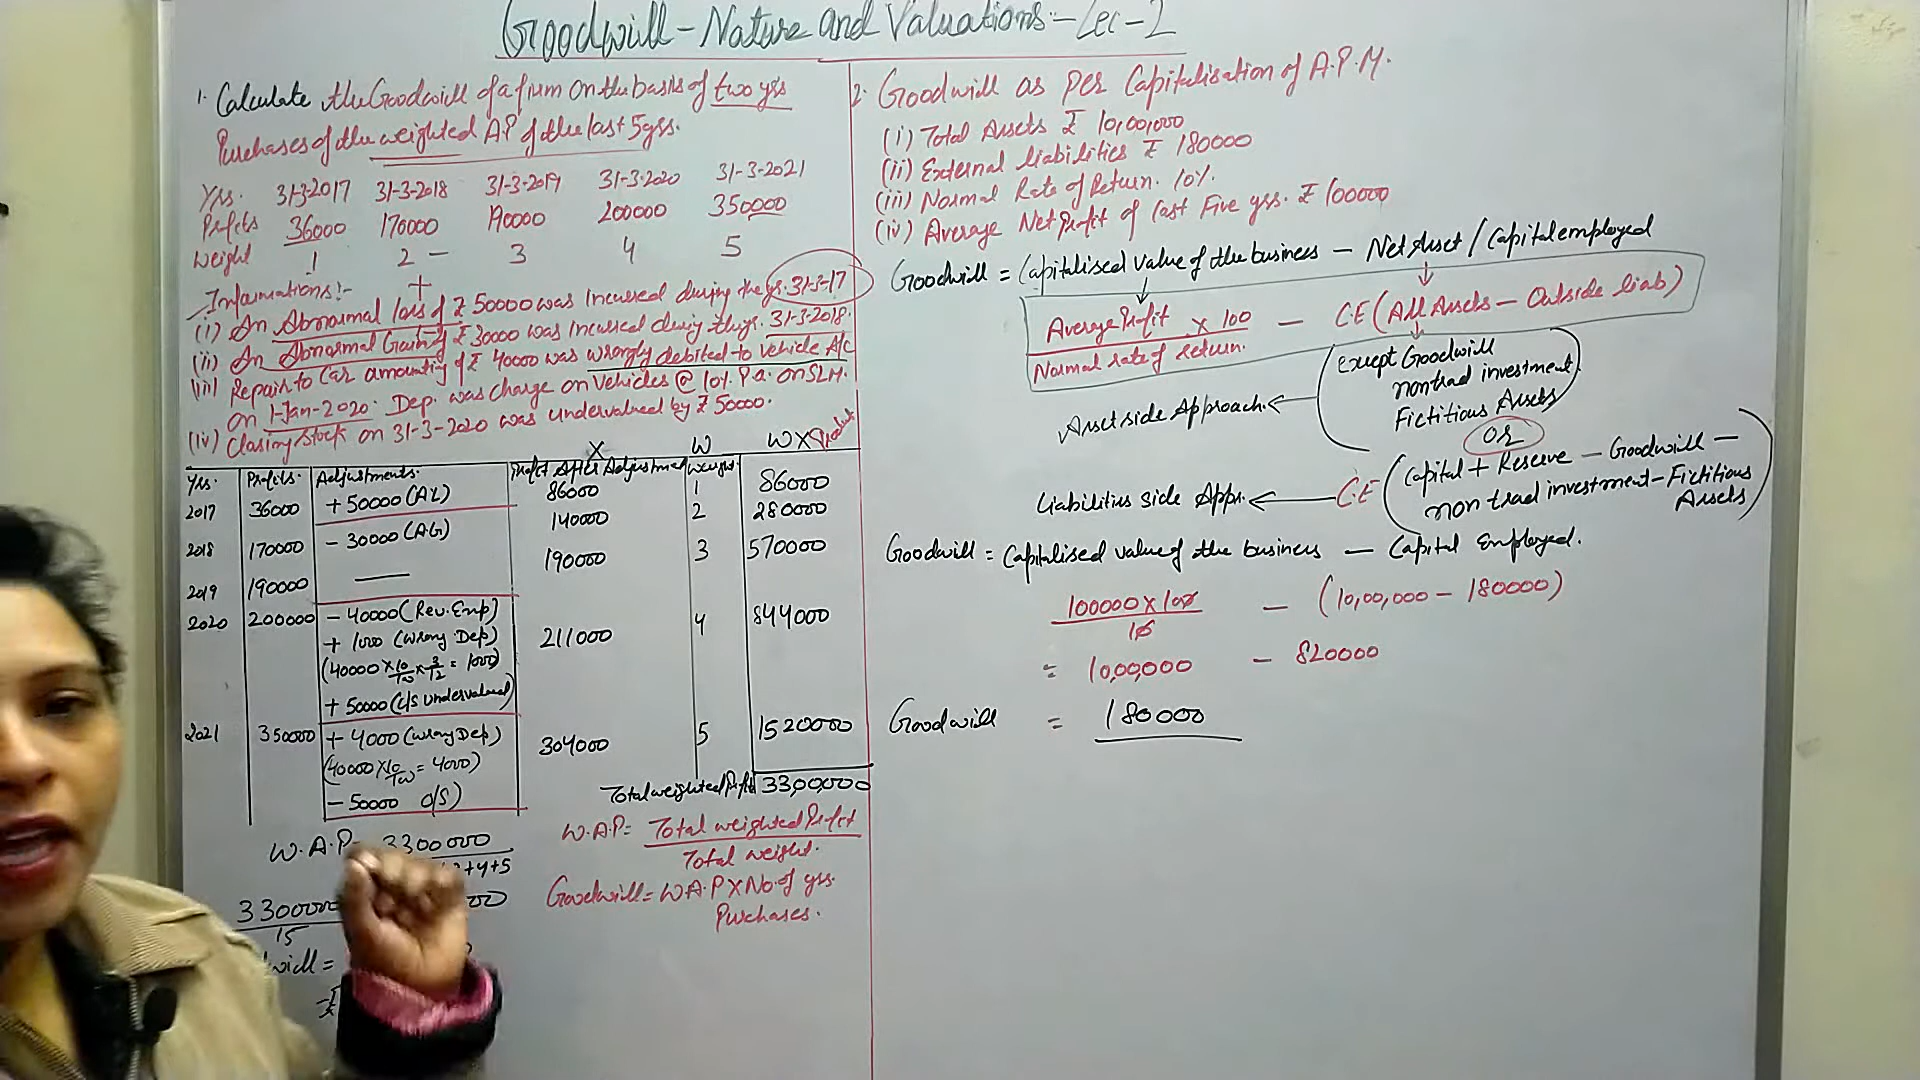 Goodwill - Nature and Valuations:- Lec-2
1. Calculate the Goodwill of a firm on the basis of two yrs
Purchases of the weighted A.P of the last 5 yrs.
Yrs. 31-3-2017 31-3-2018 31-3-2019 31-3-2020 31-3-2021
Profits 36000 170000 190000 200000 350000
Weight 1 2 - 3 4 5
Informations:- +
(i) An Abnormal loss of ₹ 50000 was incurred during the yr. 31-3-17
(ii) An Abnormal Gain of ₹ 30000 was incurred during the yr. 31-3-2018.
(iii) Repair to Car amounting of ₹ 40000 was wrongly debited to Vehicle A/c
on 1-Jan-2020. Dep. was charge on Vehicles @ 10% P.a. on SLM.
(iv) Closing Stock on 31-3-2020 was undervalued by ₹ 50000.
X W WX Product
Yrs. Profits. Adjustments. Profit After Adjustment Weight.
2017 36000 + 50000 (AL) 86000 1 86000
2018 170000 - 30000 (AG) 140000 2 280000
2019 190000 — 190000 3 570000
2020 200000 - 40000 (Rev. Exp) 211000 4 844000
+ 1000 (Wrong Dep)
(40000 × 10/100 × 3/12 = 1000)
+ 50000 (C/S undervalued)
2021 350000 + 4000 (Wrong Dep) 304000 5 1520000
(40000 × 10/100 = 4000)
- 50000 O/S)
Total weighted Profit 33,00,000
W.A.P= 3300000
+4+5
3300000
15
W.A.P= Total weighted Profit
Total weight.
Goodwill = W.A.P X No. of yrs.
Purchases.
2. Goodwill as per Capitalisation of A.P.M.
(i) Total Assets ₹ 10,00,000
(ii) External liabilities ₹ 180000
(iii) Normal Rate of Return. 10%.
(iv) Average Net Profit of last Five yrs. ₹ 100000
Goodwill = Capitalised value of the business - Net Asset / Capital employed
Average Profit × 100 - C.E (All Assets - Outside liab)
Normal rate of return.
Except Goodwill
nontrad investment
Fictitious Assets
Asset side Approach.
OR
C.E (Capital + Reserve - Goodwill -
non trad investment - Fictitious
Assets)
Liabilities side Appr.
Goodwill = Capitalised value of the business - Capital Employed.
100000 × 100 - (10,00,000 - 180000)
10
= 10,00,000 - 820000
Goodwill = 180000